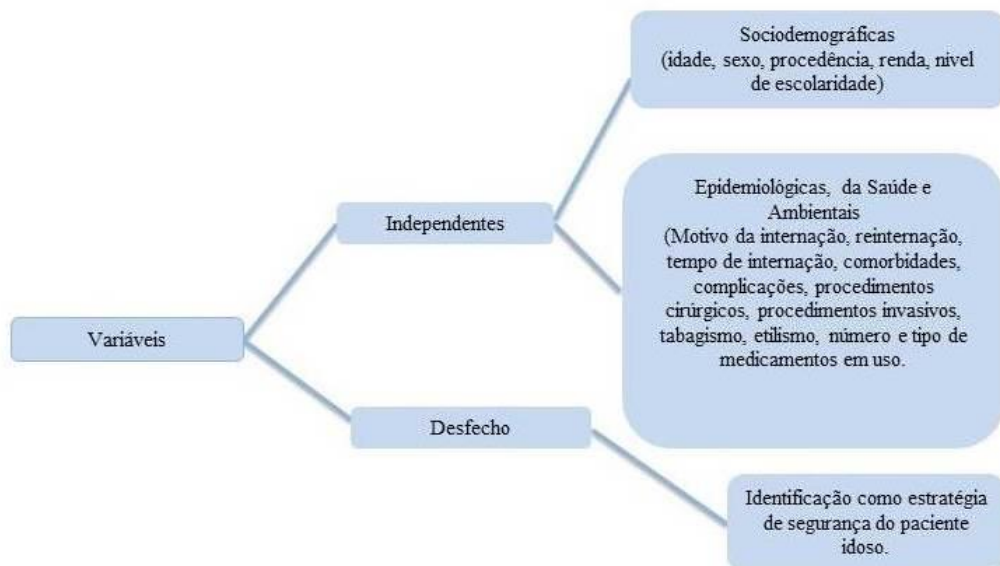 Sociodemográficas
(idade, sexo, procedência, renda, nível
de escolaridade)
Epidemiológicas, da Saúde e
Ambientais
(Motivo da internação, reinternação,
tempo de internação, comorbidades,
complicações, procedimentos
cirúrgicos, procedimentos invasivos,
tabagismo, etilismo, número e tipo de
medicamentos em uso.
Independentes
Variáveis
Desfecho
Identificação como estratégia
de segurança do paciente
idoso.